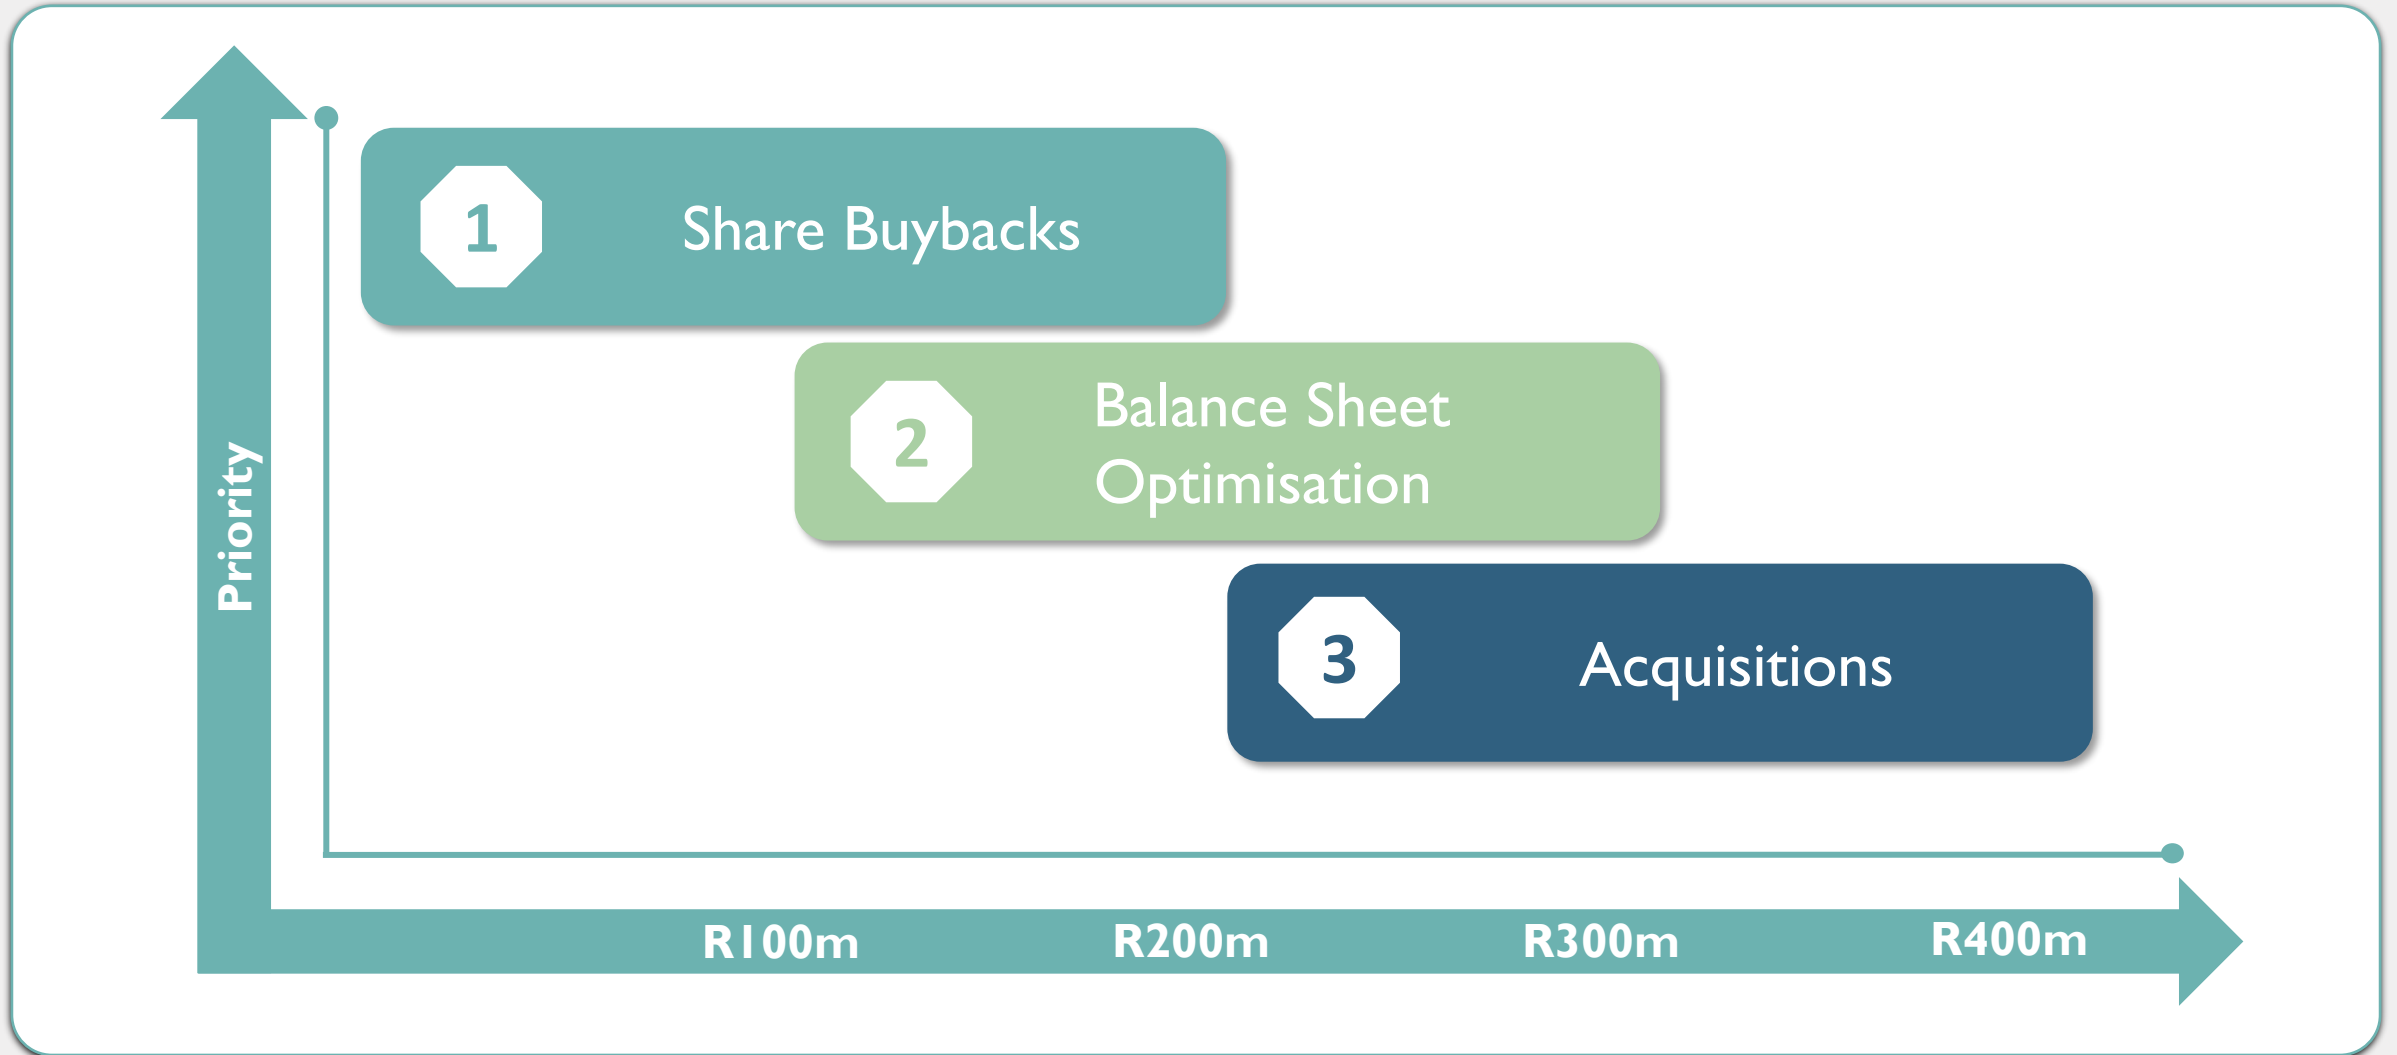 1
Share Buybacks
2
Balance Sheet
Optimisation
3
Acquisitions
Priority
R100m
R200m
R300m
R400m